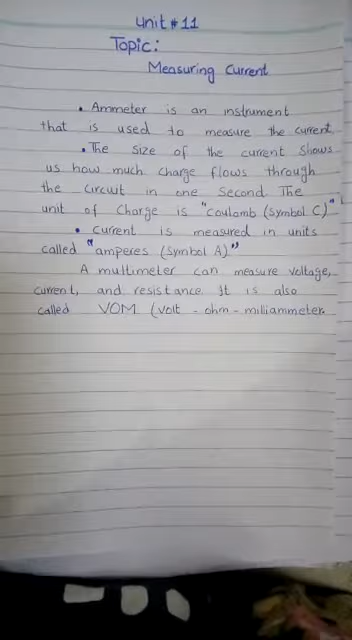 Unit # 11
Topic:
Measuring Current
• Ammeter is an instrument
that is used to measure the current.
• The size of the current shows
us how much charge flows through
the circuit in one second. The
unit of charge is "Coulomb (symbol C)"
• Current is measured in units
called "amperes (symbol A)"
A multimeter can measure voltage,
current, and resistance. It is also
called VOM (volt - ohm - milliammeter